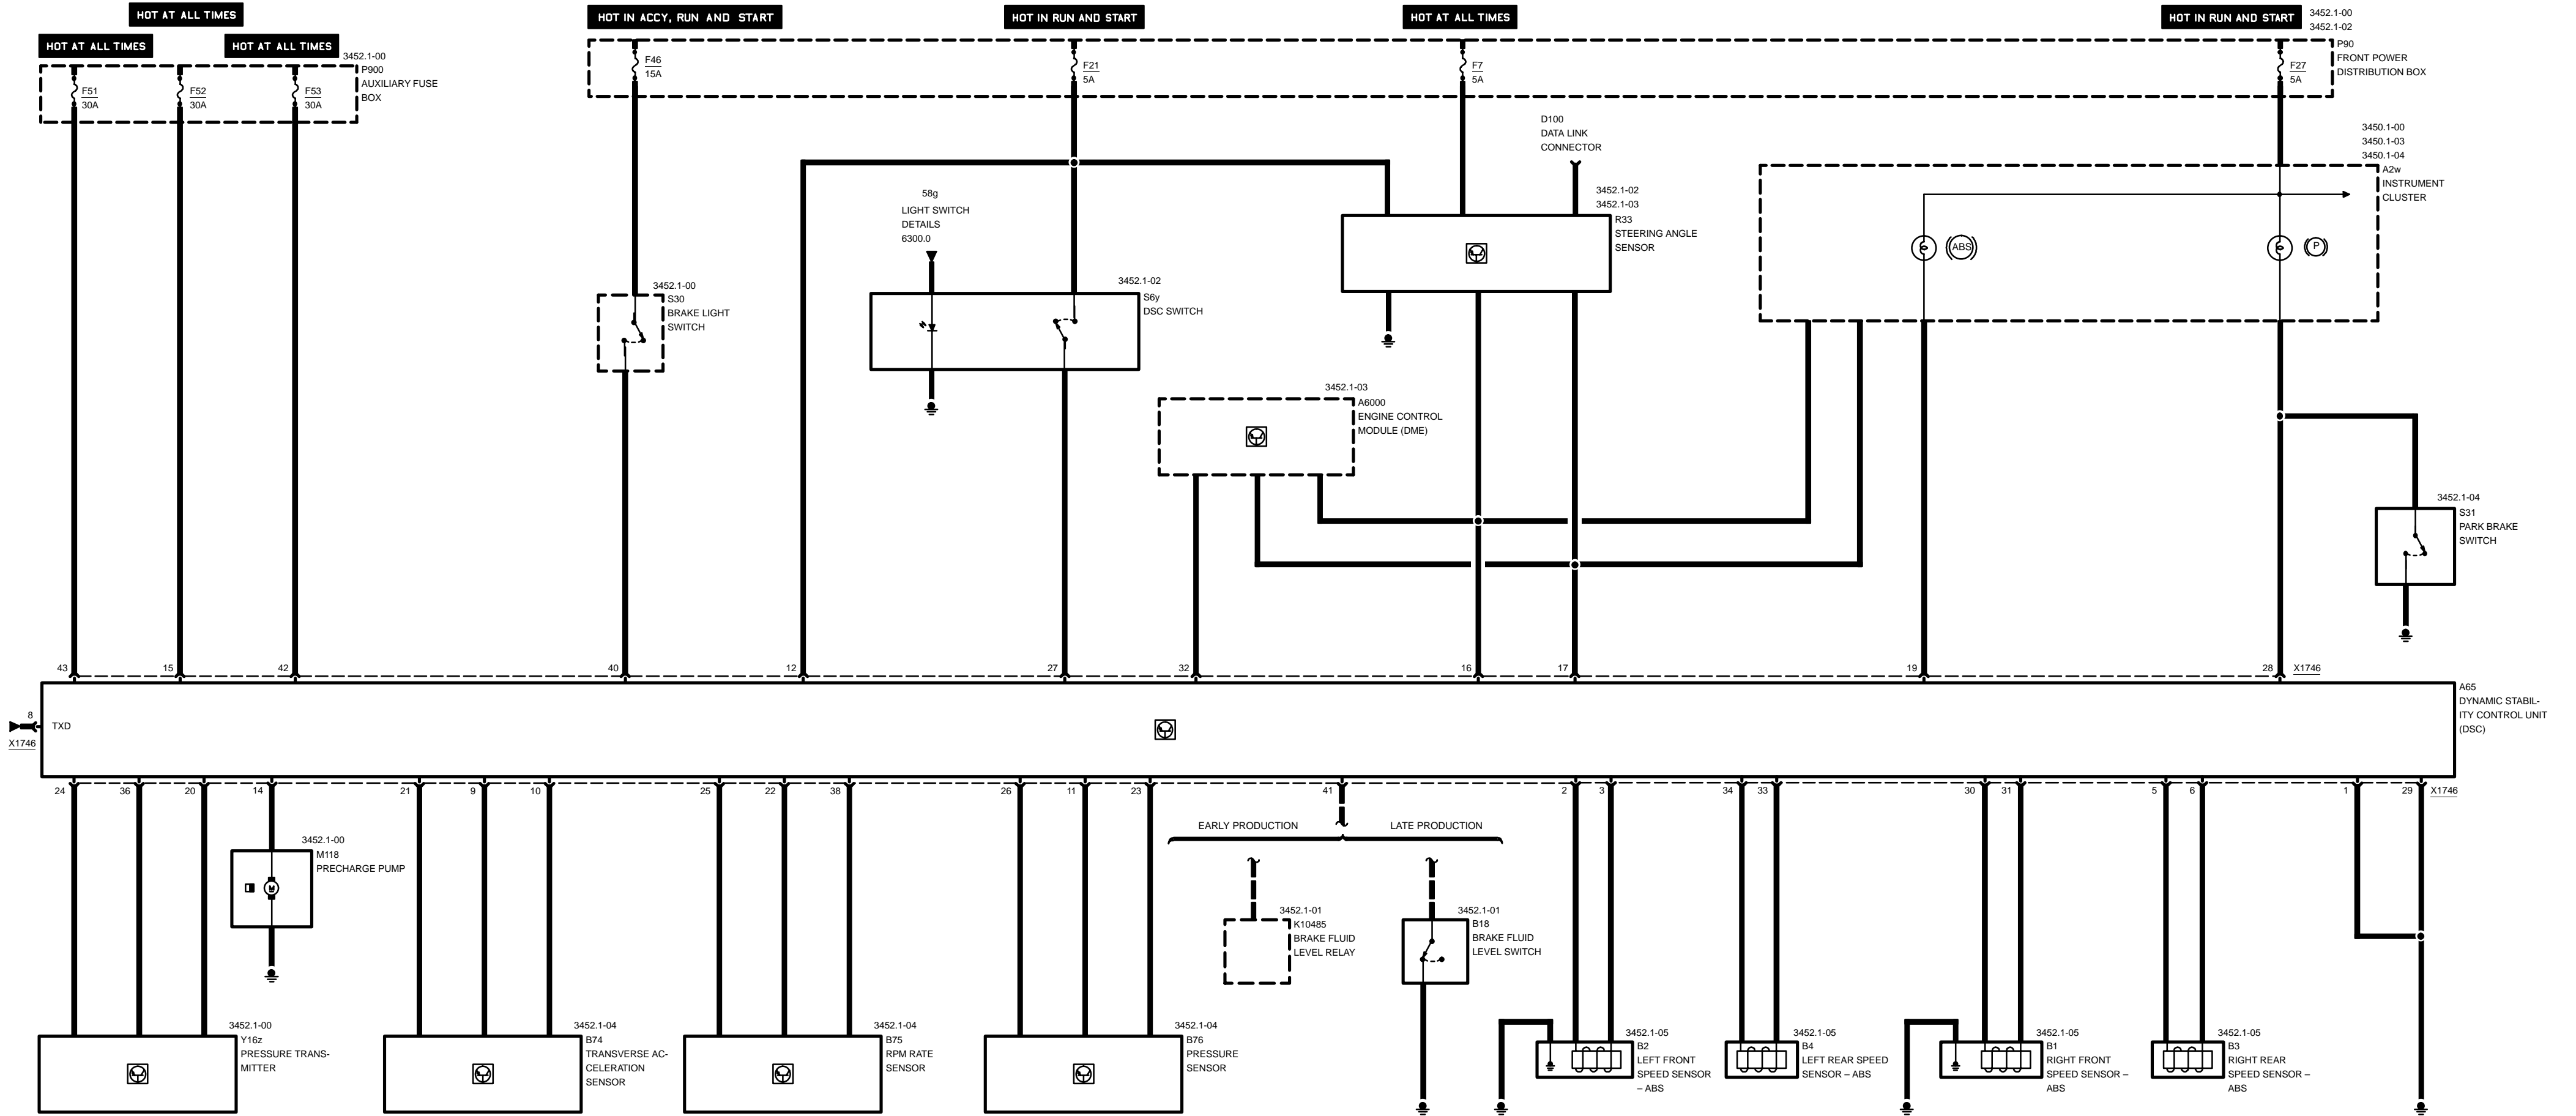 HOT AT ALL TIMES
HOT AT ALL TIMES
HOT AT ALL TIMES
3452.1-00
P900
AUXILIARY FUSE
BOX
F51
30A
F52
30A
F53
30A
HOT IN ACCY, RUN AND START
HOT IN RUN AND START
HOT AT ALL TIMES
HOT IN RUN AND START
3452.1-00
3452.1-02
P90
FRONT POWER
DISTRIBUTION BOX
F46
15A
F21
5A
F7
5A
F27
5A
D100
DATA LINK
CONNECTOR
3450.1-00
3450.1-03
3450.1-04
A2w
INSTRUMENT
CLUSTER
ABS
P
58g
LIGHT SWITCH
DETAILS
6300.0
3452.1-02
3452.1-03
R33
STEERING ANGLE
SENSOR
3452.1-00
S30
BRAKE LIGHT
SWITCH
3452.1-02
S6y
DSC SWITCH
3452.1-03
A6000
ENGINE CONTROL
MODULE (DME)
3452.1-04
S31
PARK BRAKE
SWITCH
43
15
42
40
12
27
32
16
17
19
28
X1746
A65
DYNAMIC STABIL-
ITY CONTROL UNIT
(DSC)
8
X1746
TXD
24
36
20
14
21
9
10
25
22
38
26
11
23
41
2
3
34
33
30
31
5
6
1
29
X1746
EARLY PRODUCTION
LATE PRODUCTION
3452.1-00
M118
PRECHARGE PUMP
M
3452.1-01
K10485
BRAKE FLUID
LEVEL RELAY
3452.1-01
B18
BRAKE FLUID
LEVEL SWITCH
3452.1-00
Y16z
PRESSURE TRANS-
MITTER
3452.1-04
B74
TRANSVERSE AC-
CELERATION
SENSOR
3452.1-04
B75
RPM RATE
SENSOR
3452.1-04
B76
PRESSURE
SENSOR
3452.1-05
B2
LEFT FRONT
SPEED SENSOR
– ABS
3452.1-05
B4
LEFT REAR SPEED
SENSOR – ABS
3452.1-05
B1
RIGHT FRONT
SPEED SENSOR –
ABS
3452.1-05
B3
RIGHT REAR
SPEED SENSOR –
ABS